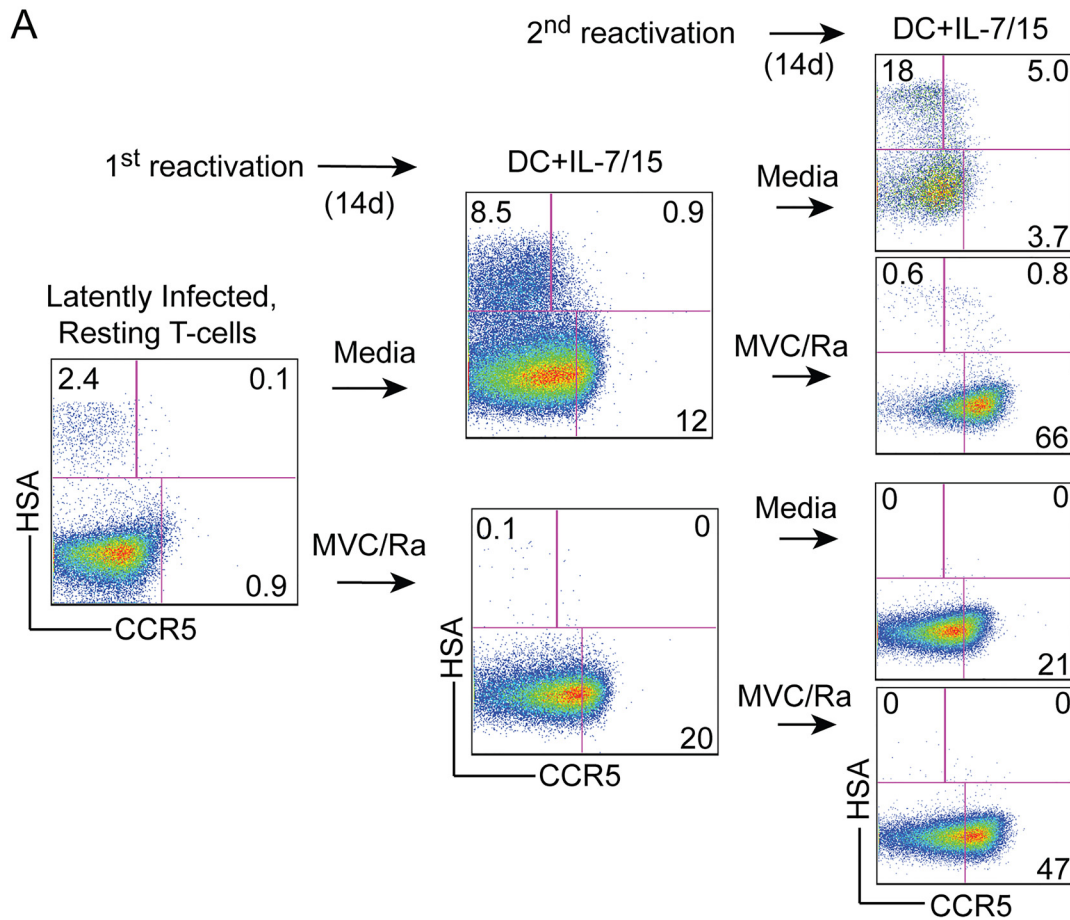 A
2nd reactivation
(14d)
DC+IL-7/15
18
5.0
3.7
1st reactivation
(14d)
DC+IL-7/15
8.5
0.9
12
Media
0.6
0.8
66
MVC/Ra
Latently Infected,
Resting T-cells
2.4
0.1
0.9
HSA
CCR5
Media
MVC/Ra
0.1
0
20
HSA
CCR5
Media
0
0
21
MVC/Ra
0
0
47
HSA
CCR5